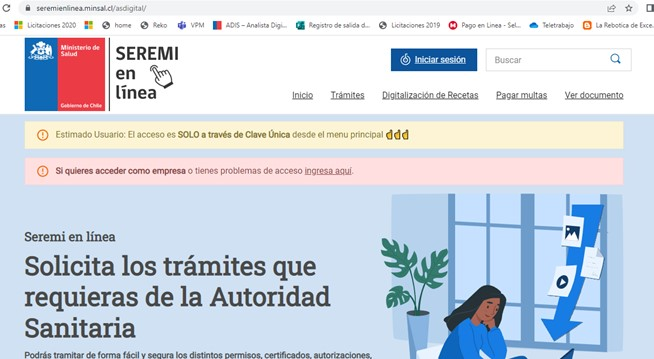 seremienlinea.minsal.cl/asdigital/
Licitaciones 2020 home Reko VPM ADIS – Analista Digi... Registro de salida d... Licitaciones 2019 Pago en Linea - Sel... Teletrabajo La Robotica de Exce...
Ministerio de
Salud
Gobierno de Chile
SEREMI
en
línea
Iniciar sesión
Buscar
Inicio Trámites Digitalización de Recetas Pagar multas Ver documento
Estimado Usuario: El acceso es SOLO a través de Clave Única desde el menu principal
Si quieres acceder como empresa o tienes problemas de acceso ingresa aquí.
Seremi en línea
Solicita los trámites que
requieras de la Autoridad
Sanitaria
Podrás tramitar de forma fácil y segura los distintos permisos, certificados, autorizaciones,